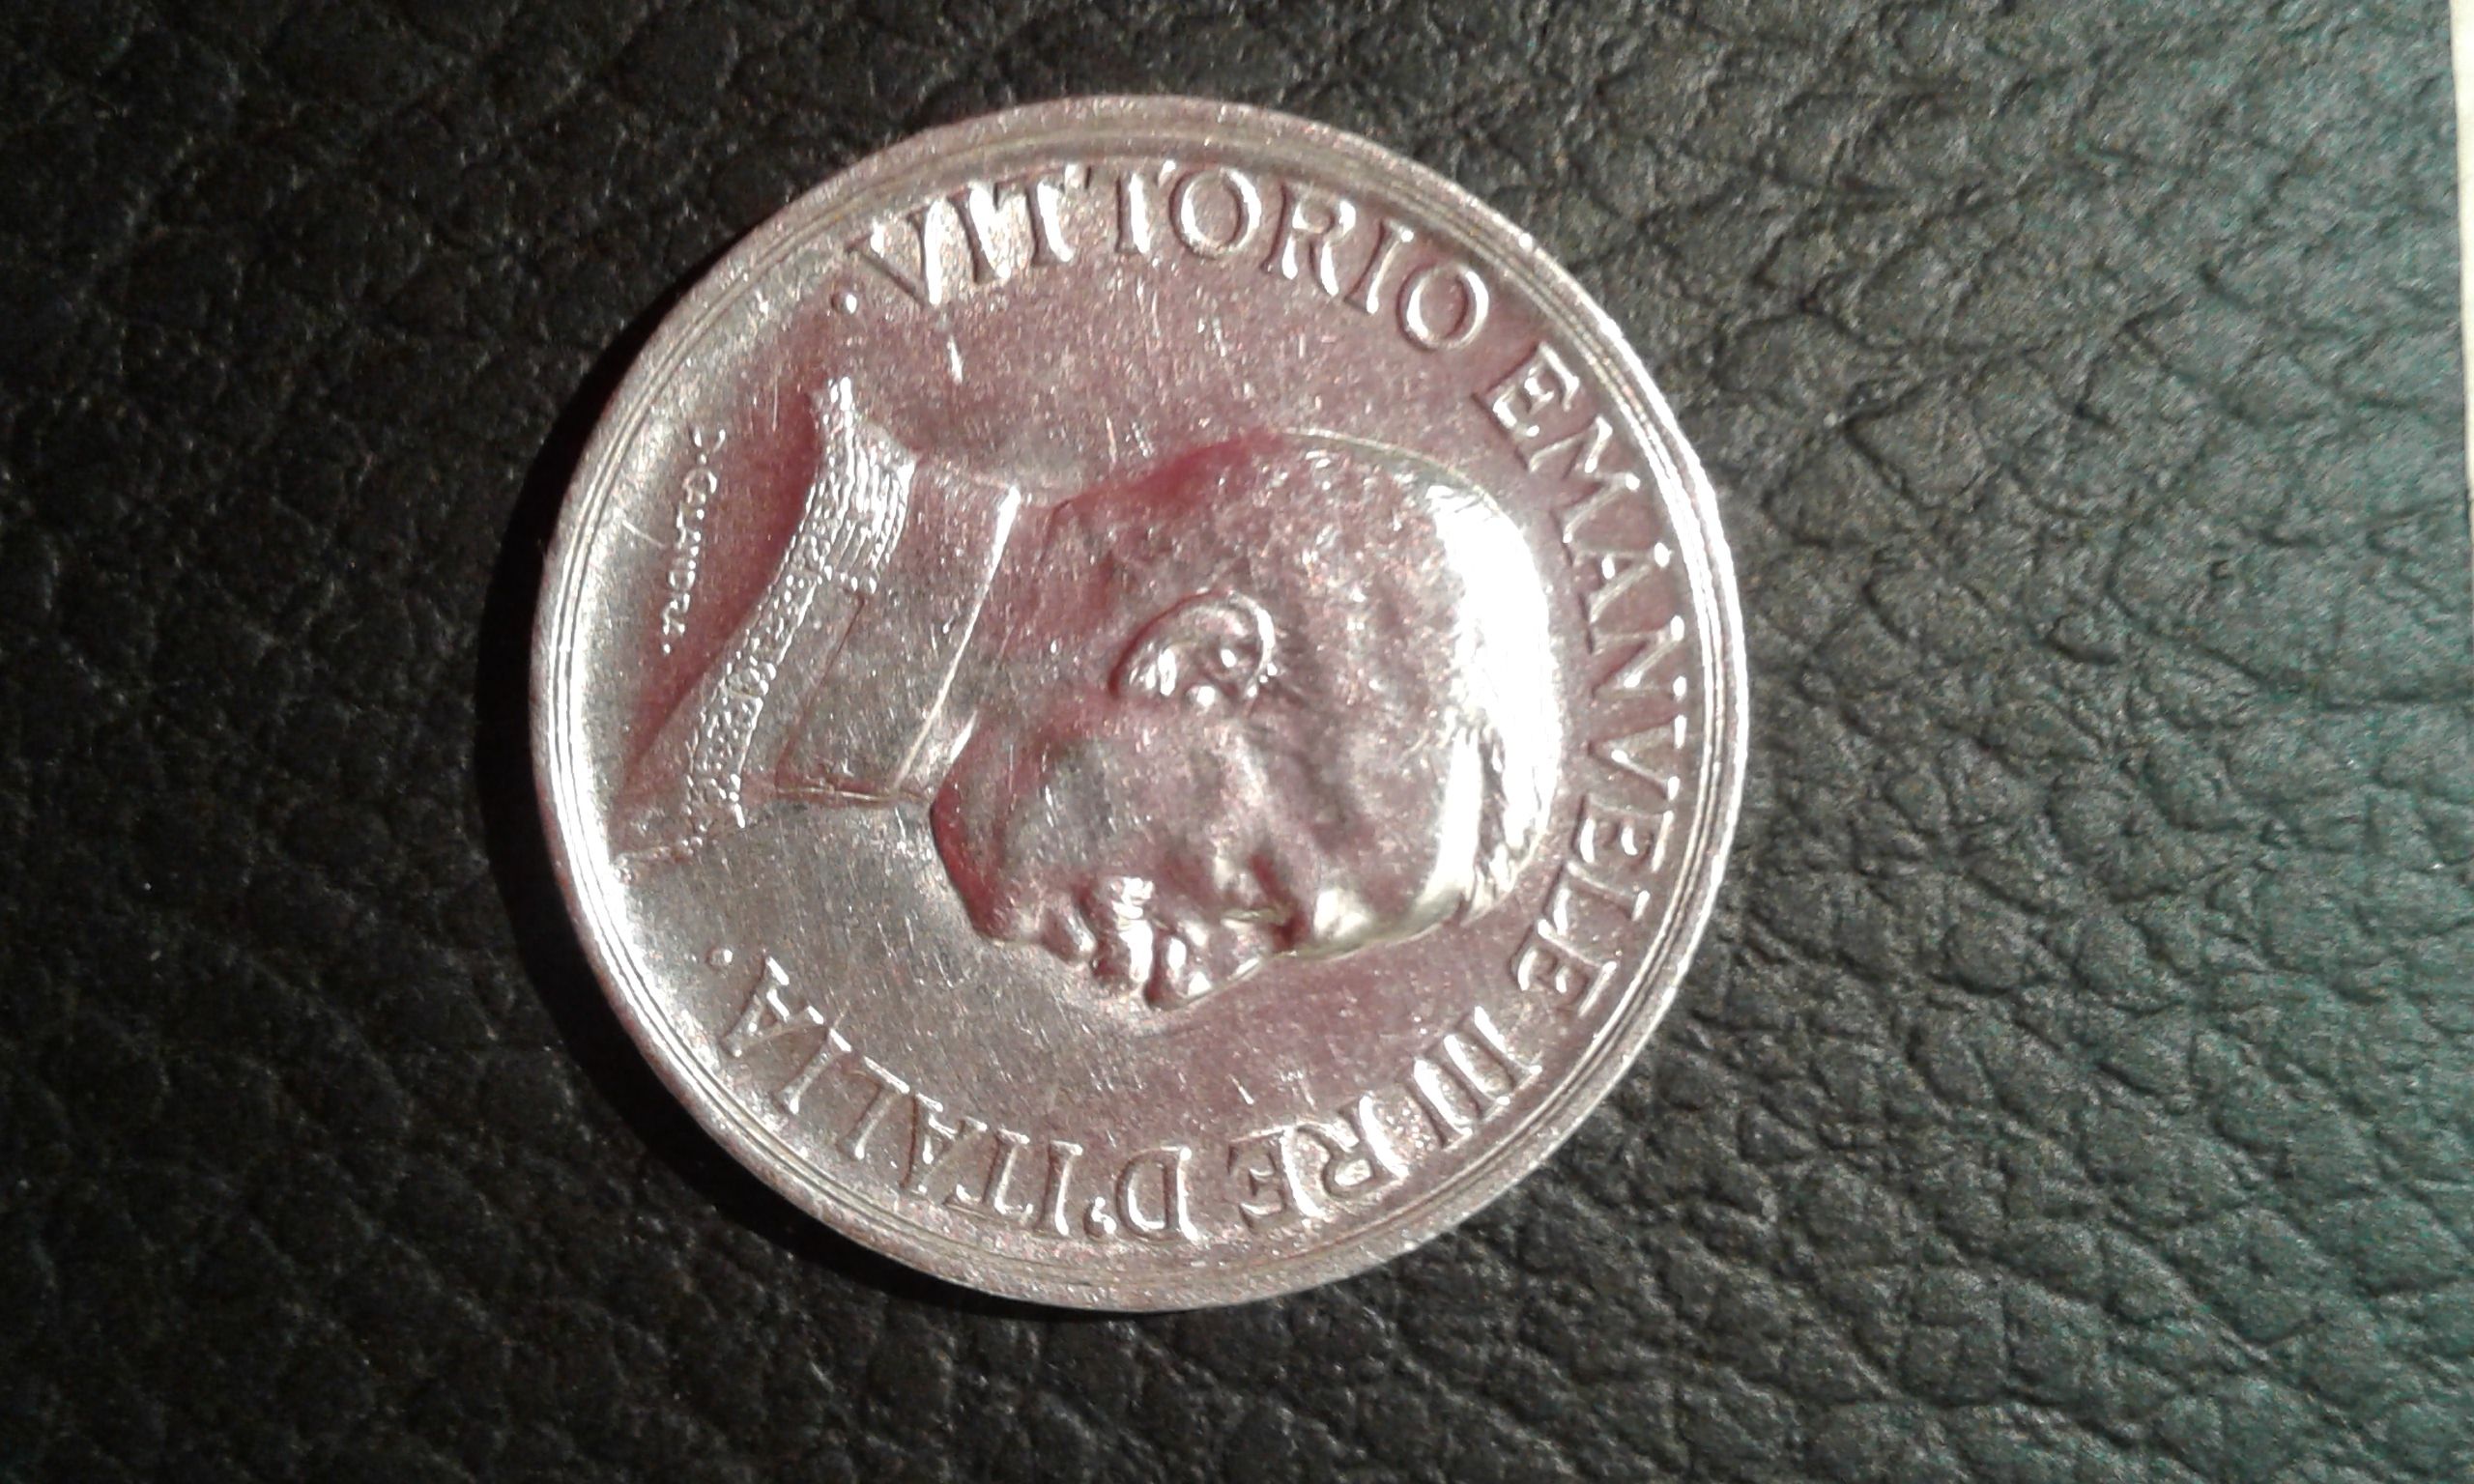 · VITTORIO EMANVELE III RE D'ITALIA ·